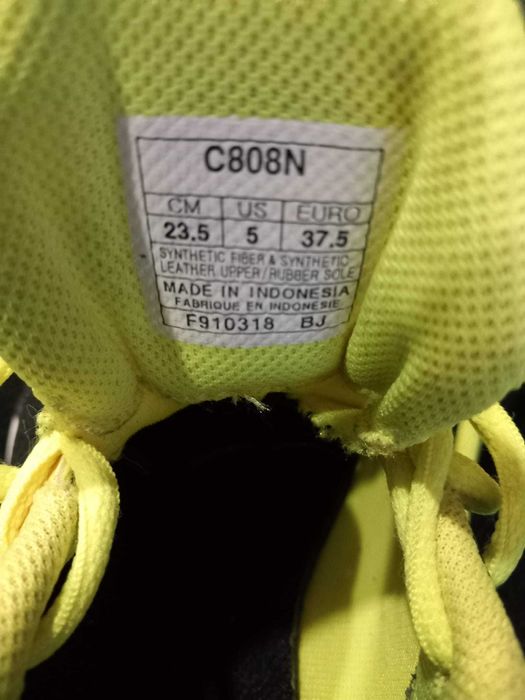 C808N
CM US EURO
23.5 5 37.5
SYNTHETIC FIBER & SYNTHETIC
LEATHER UPPER/RUBBER SOLE
MADE IN INDONESIA
FABRIQUE EN INDONESIE
F910318 BJ